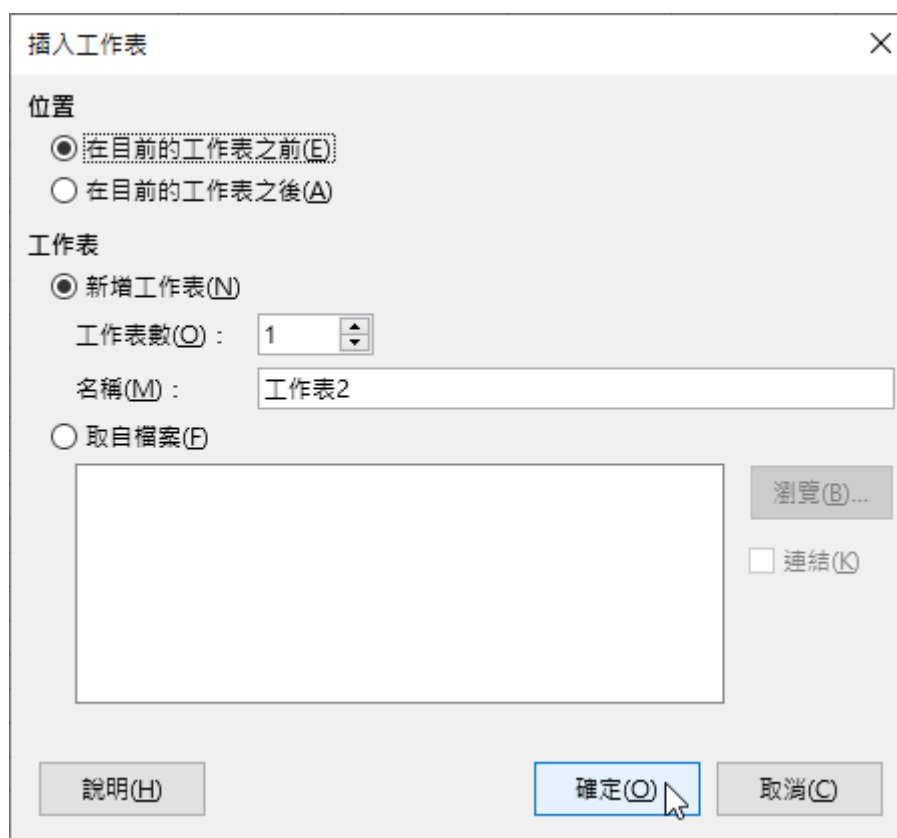 插入工作表
位置
在目前的工作表之前(E)
在目前的工作表之後(A)
工作表
新增工作表(N)
工作表數(O)： 1
名稱(M)： 工作表2
取自檔案(F)
瀏覽(B)...
連結(K)
說明(H) 確定(O) 取消(C)